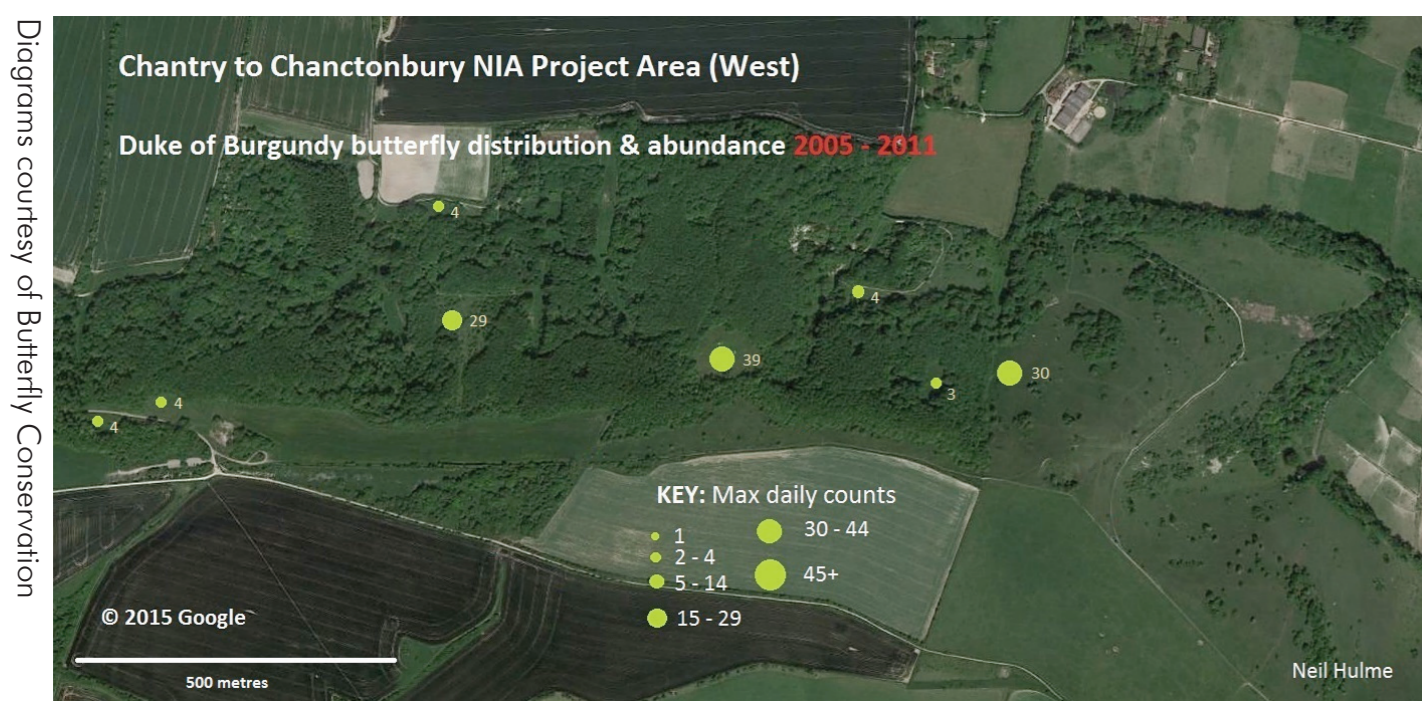 Diagrams courtesy of Butterfly Conservation
Chantry to Chanctonbury NIA Project Area (West)
Duke of Burgundy butterfly distribution & abundance 2005 - 2011
4
29
4
39
30
3
4
4
KEY: Max daily counts
1
2 - 4
5 - 14
15 - 29
30 - 44
45+
© 2015 Google
500 metres
Neil Hulme